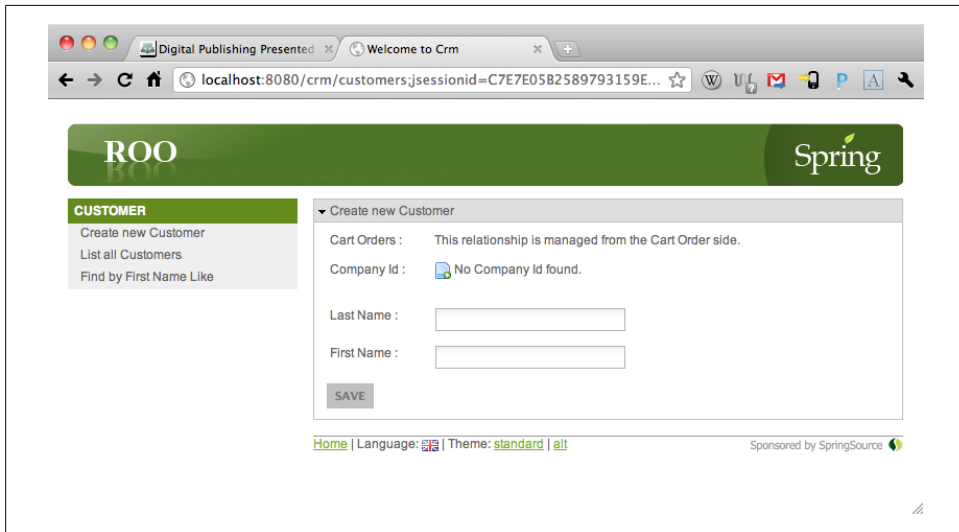 Digital Publishing Presented
Welcome to Crm
localhost:8080/crm/customers;jsessionid=C7E7E05B2589793159E...
W
?
P
A
ROO
Spring
CUSTOMER
Create new Customer
List all Customers
Find by First Name Like
Create new Customer
Cart Orders : This relationship is managed from the Cart Order side.
Company Id : No Company Id found.
Last Name :
First Name :
SAVE
Home | Language: | Theme: standard | alt
Sponsored by SpringSource